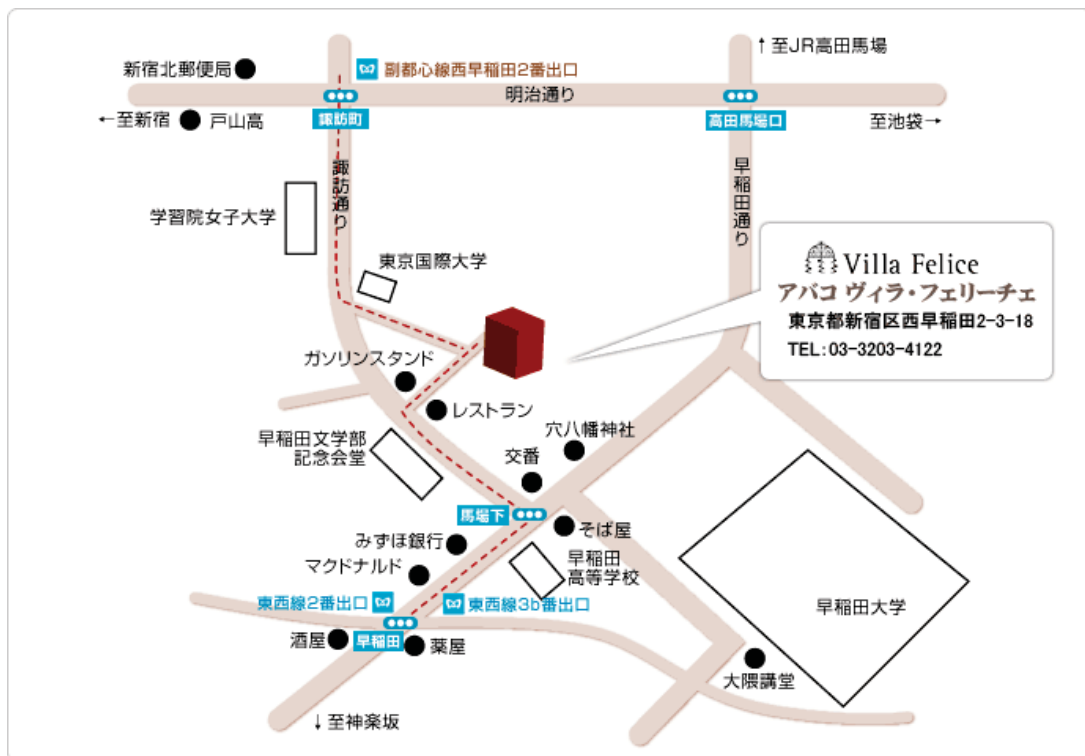 ↑至JR高田馬場
新宿北郵便局
副都心線西早稲田2番出口
明治通り
←至新宿
戸山高
諏訪町
高田馬場口
至池袋→
諏訪通り
早稲田通り
学習院女子大学
東京国際大学
Villa Felice
アバコ ヴィラ・フェリーチェ
東京都新宿区西早稲田2-3-18
TEL:03-3203-4122
ガソリンスタンド
レストラン
早稲田文学部
記念会堂
穴八幡神社
交番
馬場下
そば屋
みずほ銀行
早稲田
高等学校
マクドナルド
東西線2番出口
東西線3b番出口
早稲田大学
酒屋
早稲田
薬屋
大隈講堂
↓至神楽坂